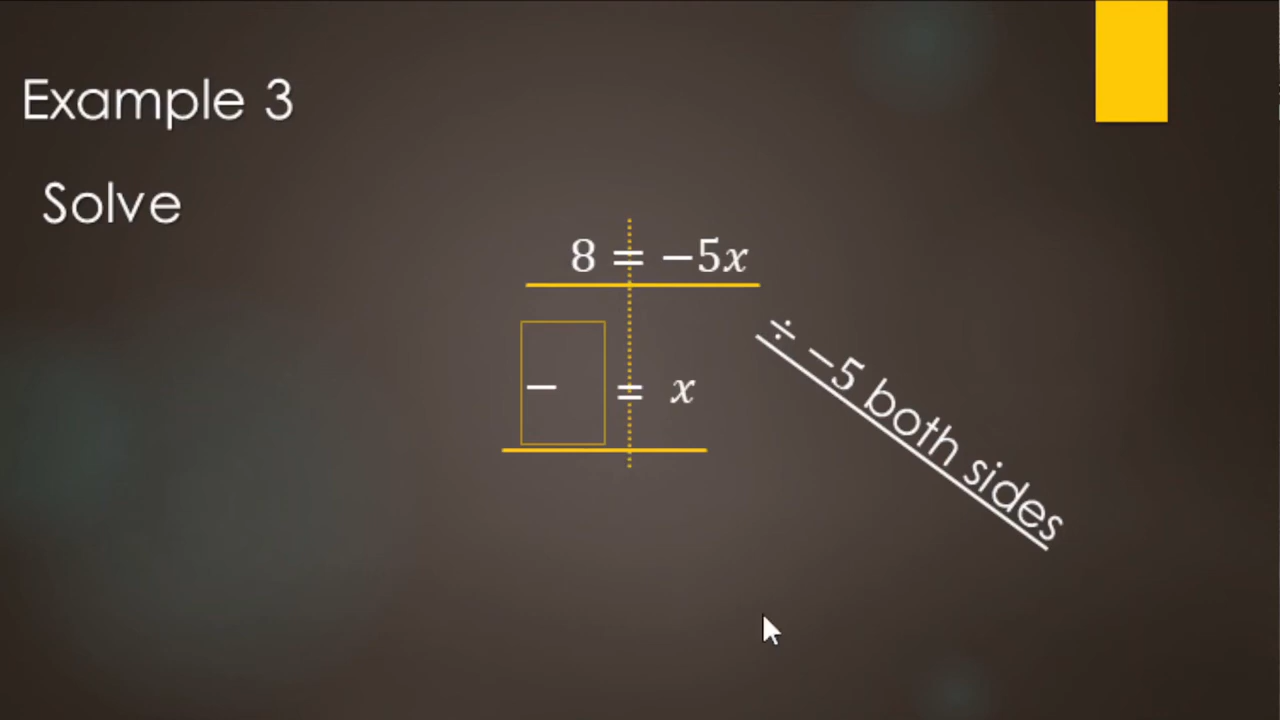 Example 3
Solve
8 = −5x
− = x
÷ −5 both sides